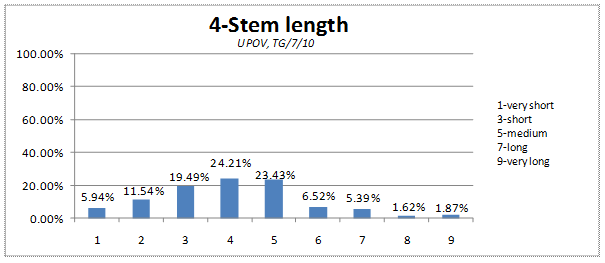 4-Stem length
UPOV, TG/7/10
100.00%
80.00%
60.00%
40.00%
20.00%
0.00%
5.94%
11.54%
19.49%
24.21%
23.43%
6.52%
5.39%
1.62%
1.87%
1 2 3 4 5 6 7 8 9
1-very short
3-short
5-medium
7-long
9-very long